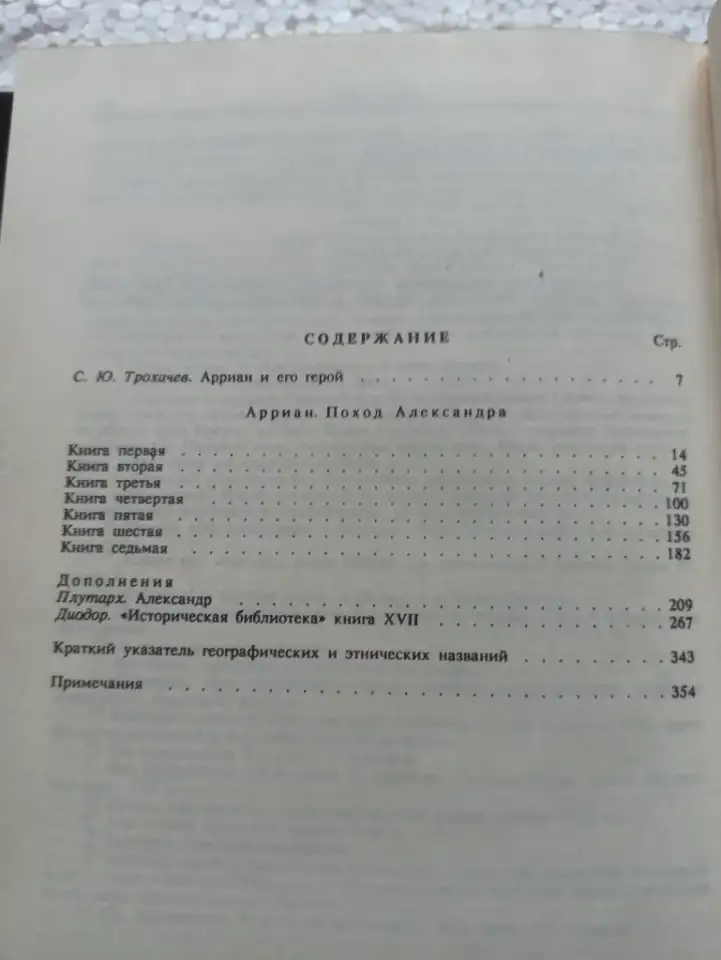 СОДЕРЖАНИЕ Стр.
С. Ю. Трохачев. Арриан и его герой . . . . . . . . . . . . . . . . . . . . 7
Арриан. Поход Александра
Книга первая . . . . . . . . . . . . . . . . . . . . . . . . . . . . . 14
Книга вторая . . . . . . . . . . . . . . . . . . . . . . . . . . . . . 45
Книга третья . . . . . . . . . . . . . . . . . . . . . . . . . . . . . 71
Книга четвертая . . . . . . . . . . . . . . . . . . . . . . . . . . . 100
Книга пятая . . . . . . . . . . . . . . . . . . . . . . . . . . . . . 130
Книга шестая . . . . . . . . . . . . . . . . . . . . . . . . . . . . . 156
Книга седьмая . . . . . . . . . . . . . . . . . . . . . . . . . . . . 182
Дополнения
Плутарх. Александр . . . . . . . . . . . . . . . . . . . . . . . . . 209
Диодор. «Историческая библиотека» книга XVII . . . . . . . . . . . . . 267
Краткий указатель географических и этнических названий . . . . . . . . . 343
Примечания . . . . . . . . . . . . . . . . . . . . . . . . . . . . . 354